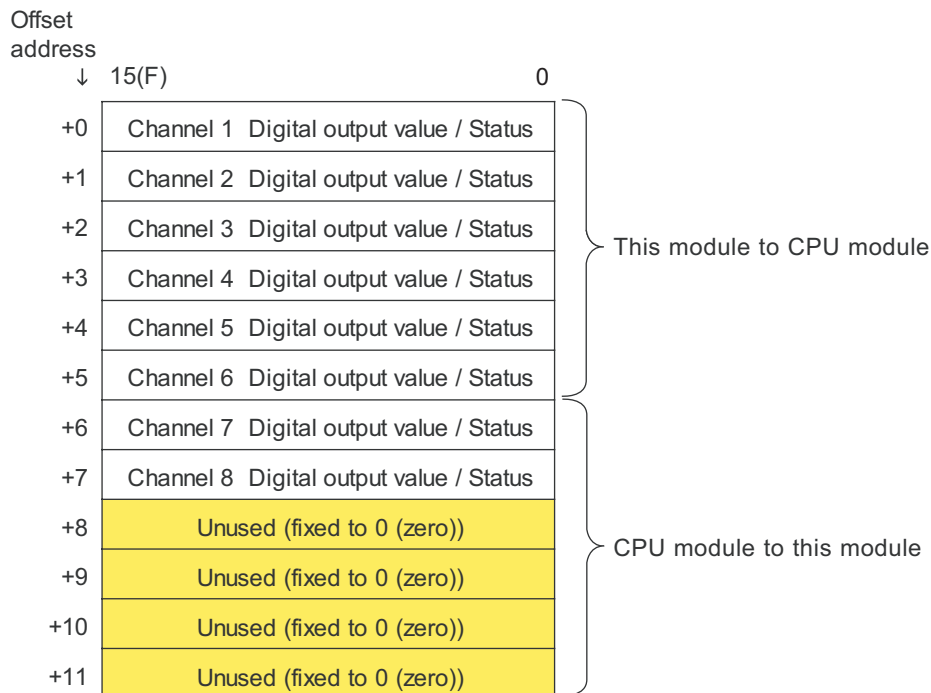 Offset
address
↓ 15(F) 0
+0 Channel 1 Digital output value / Status
+1 Channel 2 Digital output value / Status
+2 Channel 3 Digital output value / Status
This module to CPU module
+3 Channel 4 Digital output value / Status
+4 Channel 5 Digital output value / Status
+5 Channel 6 Digital output value / Status
+6 Channel 7 Digital output value / Status
+7 Channel 8 Digital output value / Status
+8 Unused (fixed to 0 (zero))
CPU module to this module
+9 Unused (fixed to 0 (zero))
+10 Unused (fixed to 0 (zero))
+11 Unused (fixed to 0 (zero))